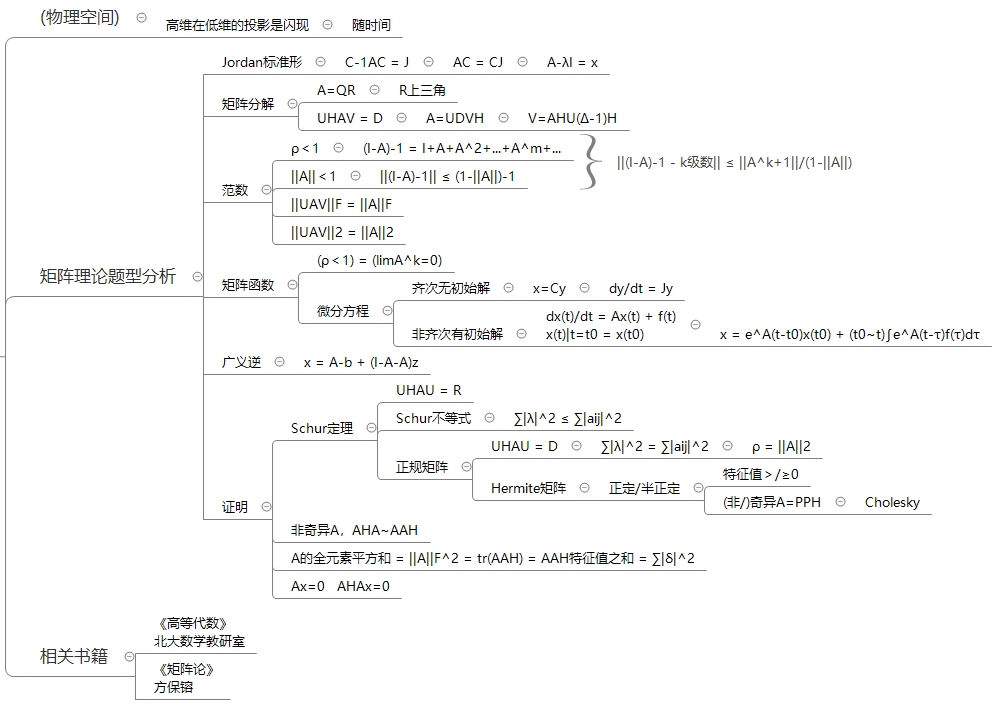 (物理空间)
高维在低维的投影是闪现
随时间
矩阵理论题型分析
Jordan标准形
C-1AC = J
AC = CJ
A-λI = x
矩阵分解
A=QR
R上三角
UHAV = D
A=UDVH
V=AHU(Δ-1)H
范数
ρ<1
(I-A)-1 = I+A+A^2+...+A^m+...
||A||<1
||(I-A)-1|| ≤ (1-||A||)-1
||(I-A)-1 - k级数|| ≤ ||A^k+1||/(1-||A||)
||UAV||F = ||A||F
||UAV||2 = ||A||2
矩阵函数
(ρ<1) = (limA^k=0)
微分方程
齐次无初始解
x=Cy
dy/dt = Jy
非齐次有初始解
dx(t)/dt = Ax(t) + f(t)
x(t)|t=t0 = x(t0)
x = e^A(t-t0)x(t0) + (t0~t)∫e^A(t-τ)f(τ)dτ
广义逆
x = A-b + (I-A-A)z
证明
Schur定理
UHAU = R
Schur不等式
∑|λ|^2 ≤ ∑|aij|^2
正规矩阵
UHAU = D
∑|λ|^2 = ∑|aij|^2
ρ = ||A||2
Hermite矩阵
正定/半正定
特征值>/≥0
(非/)奇异A=PPH
Cholesky
非奇异A，AHA~AAH
A的全元素平方和 = ||A||F^2 = tr(AAH) = AAH特征值之和 = ∑|δ|^2
Ax=0 AHAx=0
相关书籍
《高等代数》
北大数学教研室
《矩阵论》
方保镕